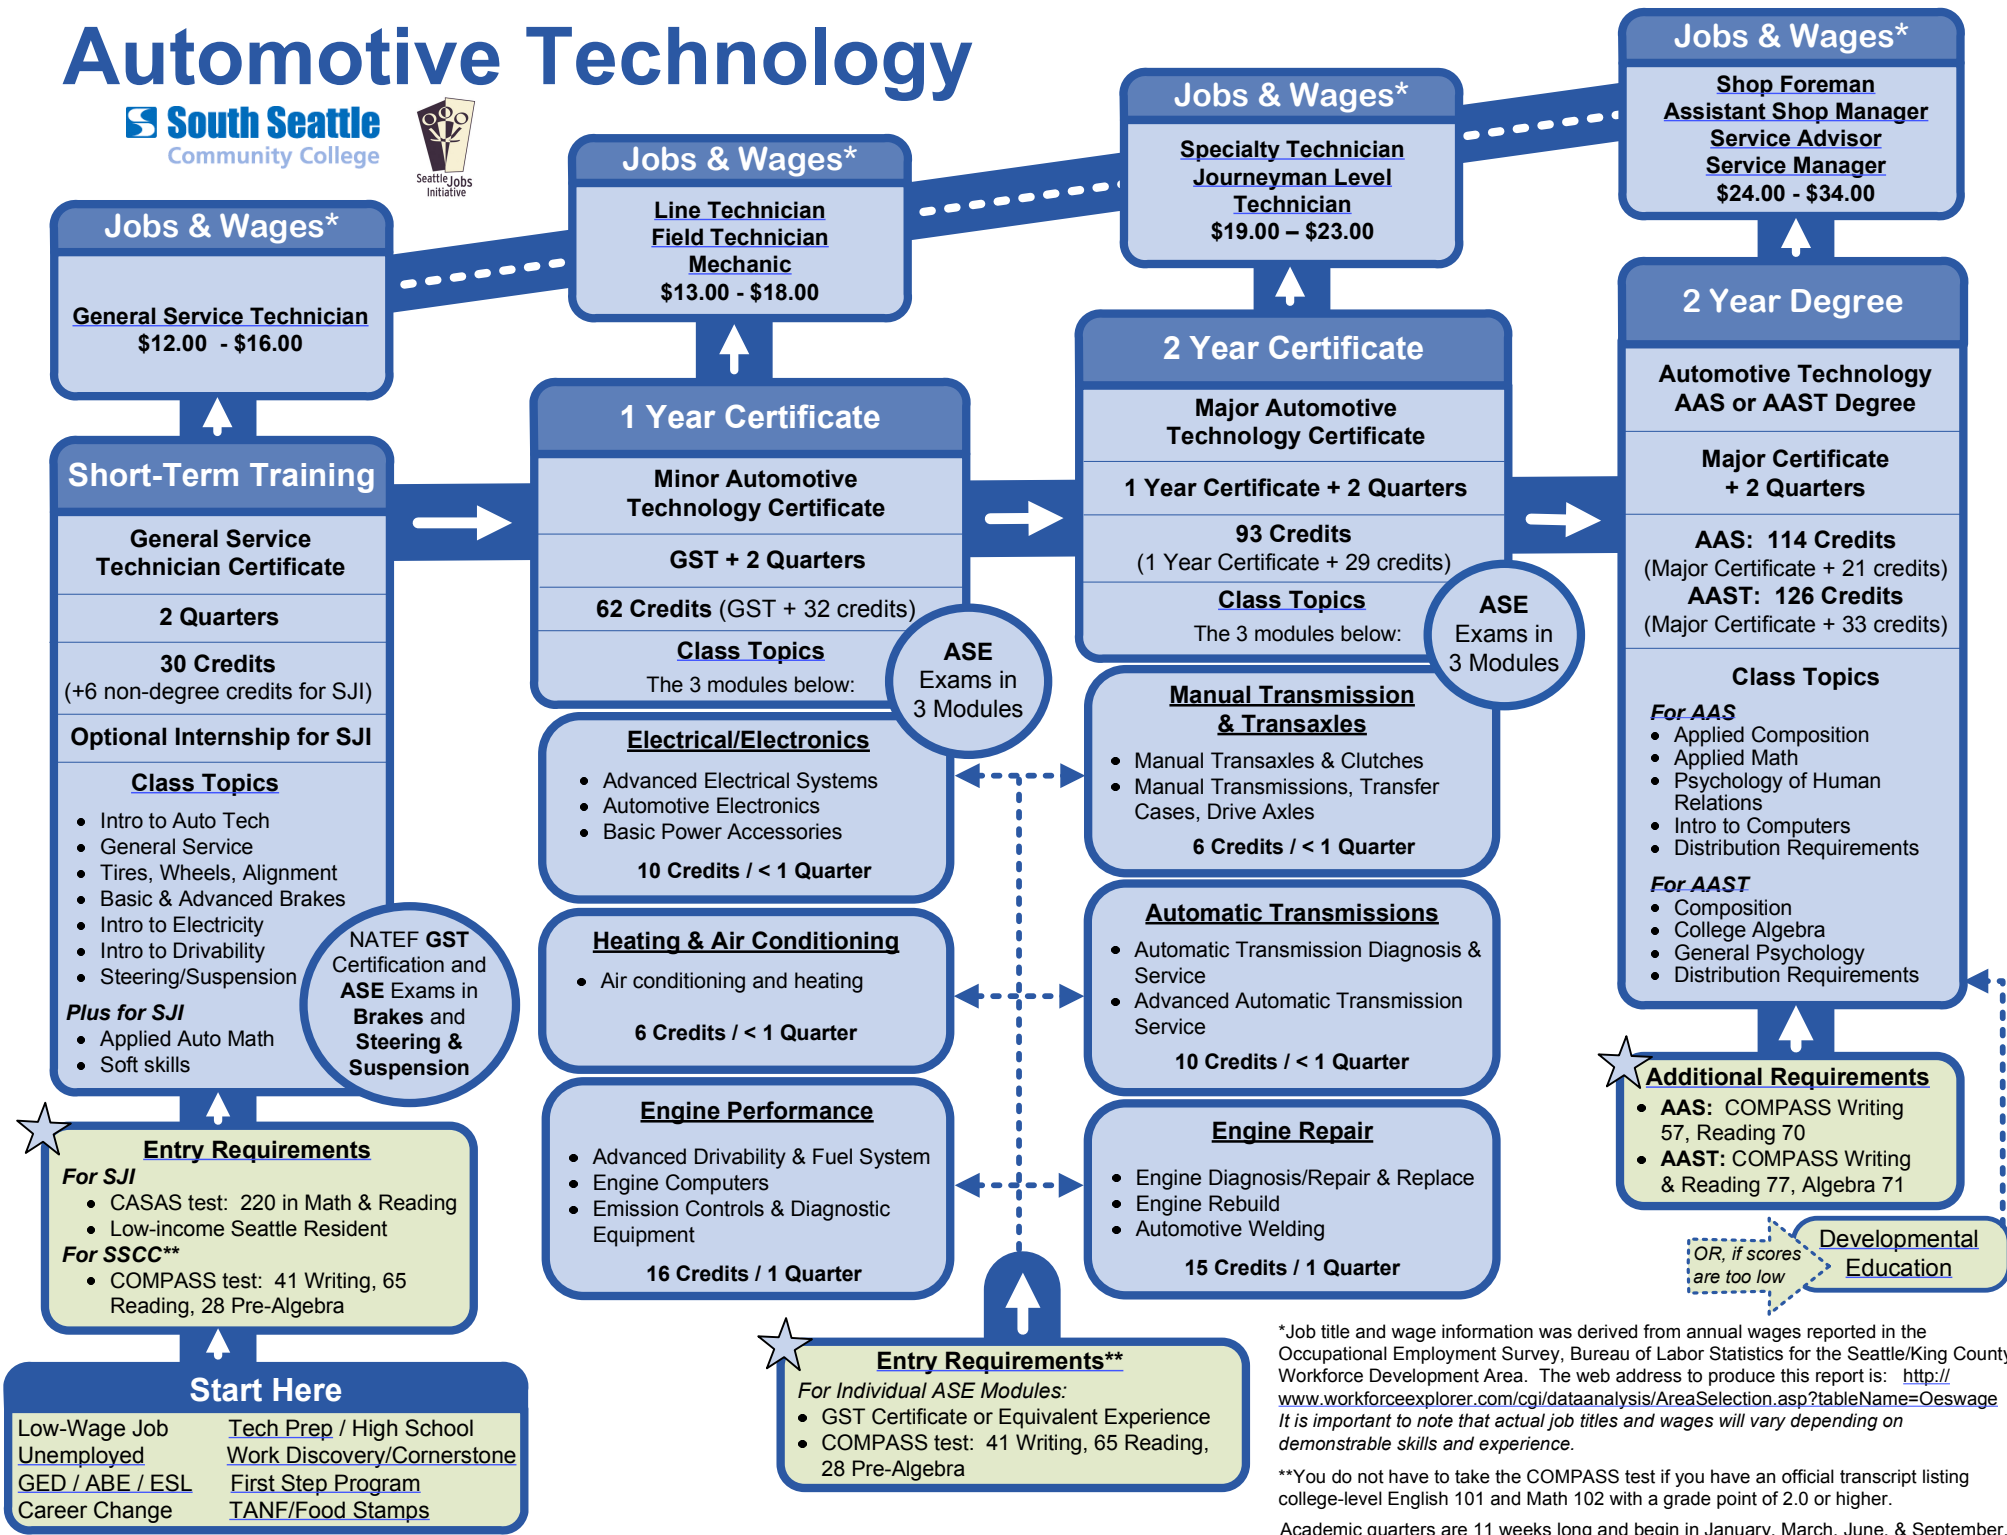 Automotive Technology
South Seattle
Community College
Seattle Jobs
Initiative
Jobs & Wages*
General Service Technician
$12.00 - $16.00
Jobs & Wages*
Line Technician
Field Technician
Mechanic
$13.00 - $18.00
Jobs & Wages*
Specialty Technician
Journeyman Level
Technician
$19.00 – $23.00
Jobs & Wages*
Shop Foreman
Assistant Shop Manager
Service Advisor
Service Manager
$24.00 - $34.00
Short-Term Training
General Service
Technician Certificate
2 Quarters
30 Credits
(+6 non-degree credits for SJI)
Optional Internship for SJI
Class Topics
• Intro to Auto Tech
• General Service
• Tires, Wheels, Alignment
• Basic & Advanced Brakes
• Intro to Electricity
• Intro to Drivability
• Steering/Suspension
Plus for SJI
• Applied Auto Math
• Soft skills
NATEF GST
Certification and
ASE Exams in
Brakes and
Steering &
Suspension
Entry Requirements
For SJI
• CASAS test: 220 in Math & Reading
• Low-income Seattle Resident
For SSCC**
• COMPASS test: 41 Writing, 65
Reading, 28 Pre-Algebra
Start Here
Low-Wage Job
Unemployed
GED / ABE / ESL
Career Change
Tech Prep / High School
Work Discovery/Cornerstone
First Step Program
TANF/Food Stamps
1 Year Certificate
Minor Automotive
Technology Certificate
GST + 2 Quarters
62 Credits (GST + 32 credits)
Class Topics
The 3 modules below:
ASE
Exams in
3 Modules
Electrical/Electronics
• Advanced Electrical Systems
• Automotive Electronics
• Basic Power Accessories
10 Credits / < 1 Quarter
Heating & Air Conditioning
• Air conditioning and heating
6 Credits / < 1 Quarter
Engine Performance
• Advanced Drivability & Fuel System
• Engine Computers
• Emission Controls & Diagnostic
Equipment
16 Credits / 1 Quarter
2 Year Certificate
Major Automotive
Technology Certificate
1 Year Certificate + 2 Quarters
93 Credits
(1 Year Certificate + 29 credits)
Class Topics
The 3 modules below:
ASE
Exams in
3 Modules
Manual Transmission
& Transaxles
• Manual Transaxles & Clutches
• Manual Transmissions, Transfer
Cases, Drive Axles
6 Credits / < 1 Quarter
Automatic Transmissions
• Automatic Transmission Diagnosis &
Service
• Advanced Automatic Transmission
Service
10 Credits / < 1 Quarter
Engine Repair
• Engine Diagnosis/Repair & Replace
• Engine Rebuild
• Automotive Welding
15 Credits / 1 Quarter
Entry Requirements**
For Individual ASE Modules:
• GST Certificate or Equivalent Experience
• COMPASS test: 41 Writing, 65 Reading,
28 Pre-Algebra
2 Year Degree
Automotive Technology
AAS or AAST Degree
Major Certificate
+ 2 Quarters
AAS: 114 Credits
(Major Certificate + 21 credits)
AAST: 126 Credits
(Major Certificate + 33 credits)
Class Topics
For AAS
• Applied Composition
• Applied Math
• Psychology of Human
Relations
• Intro to Computers
• Distribution Requirements
For AAST
• Composition
• College Algebra
• General Psychology
• Distribution Requirements
Additional Requirements
• AAS: COMPASS Writing
57, Reading 70
• AAST: COMPASS Writing
& Reading 77, Algebra 71
OR, if scores
are too low
Developmental
Education
*Job title and wage information was derived from annual wages reported in the
Occupational Employment Survey, Bureau of Labor Statistics for the Seattle/King County
Workforce Development Area. The web address to produce this report is: http://
www.workforceexplorer.com/cgi/dataanalysis/AreaSelection.asp?tableName=Oeswage
It is important to note that actual job titles and wages will vary depending on
demonstrable skills and experience.
**You do not have to take the COMPASS test if you have an official transcript listing
college-level English 101 and Math 102 with a grade point of 2.0 or higher.
Academic quarters are 11 weeks long and begin in January, March, June, & September.